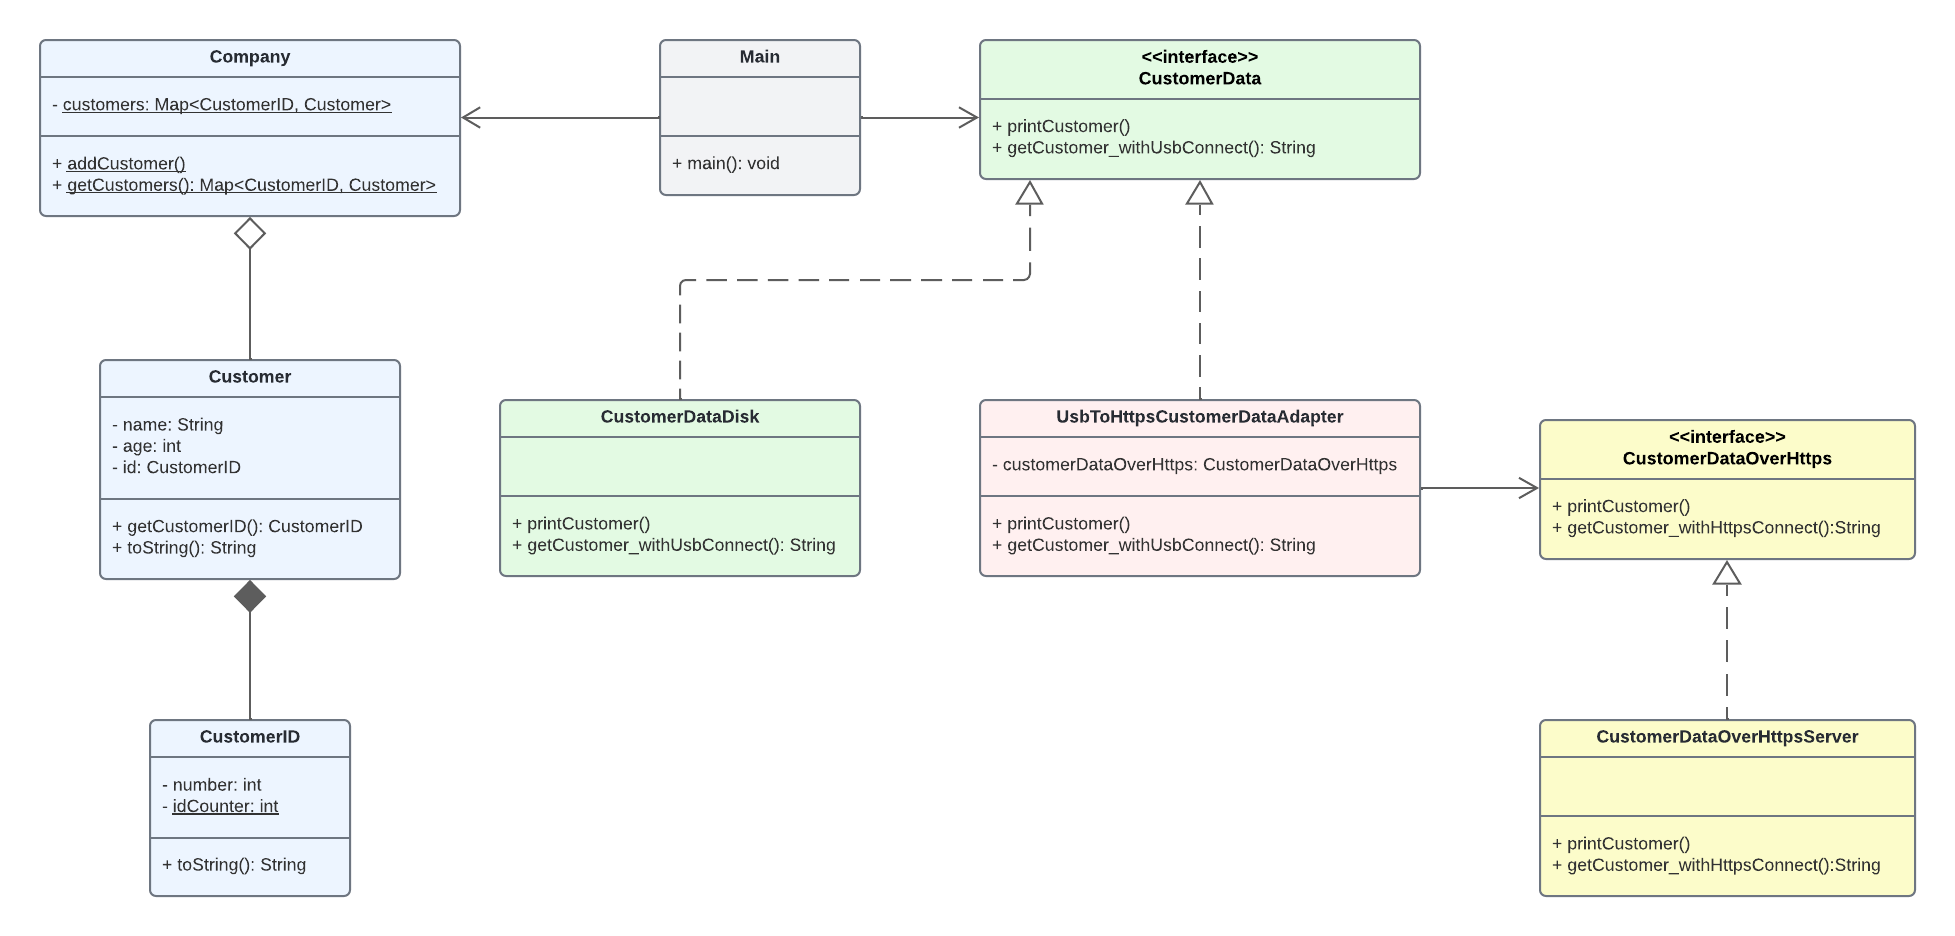 Company
- customers: Map<CustomerID, Customer>
+ addCustomer()
+ getCustomers(): Map<CustomerID, Customer>
Main
+ main(): void
<<interface>>
CustomerData
+ printCustomer()
+ getCustomer_withUsbConnect(): String
Customer
- name: String
- age: int
- id: CustomerID
+ getCustomerID(): CustomerID
+ toString(): String
CustomerDataDisk
+ printCustomer()
+ getCustomer_withUsbConnect(): String
UsbToHttpsCustomerDataAdapter
- customerDataOverHttps: CustomerDataOverHttps
+ printCustomer()
+ getCustomer_withUsbConnect(): String
<<interface>>
CustomerDataOverHttps
+ printCustomer()
+ getCustomer_withHttpsConnect():String
CustomerID
- number: int
- idCounter: int
+ toString(): String
CustomerDataOverHttpsServer
+ printCustomer()
+ getCustomer_withHttpsConnect():String